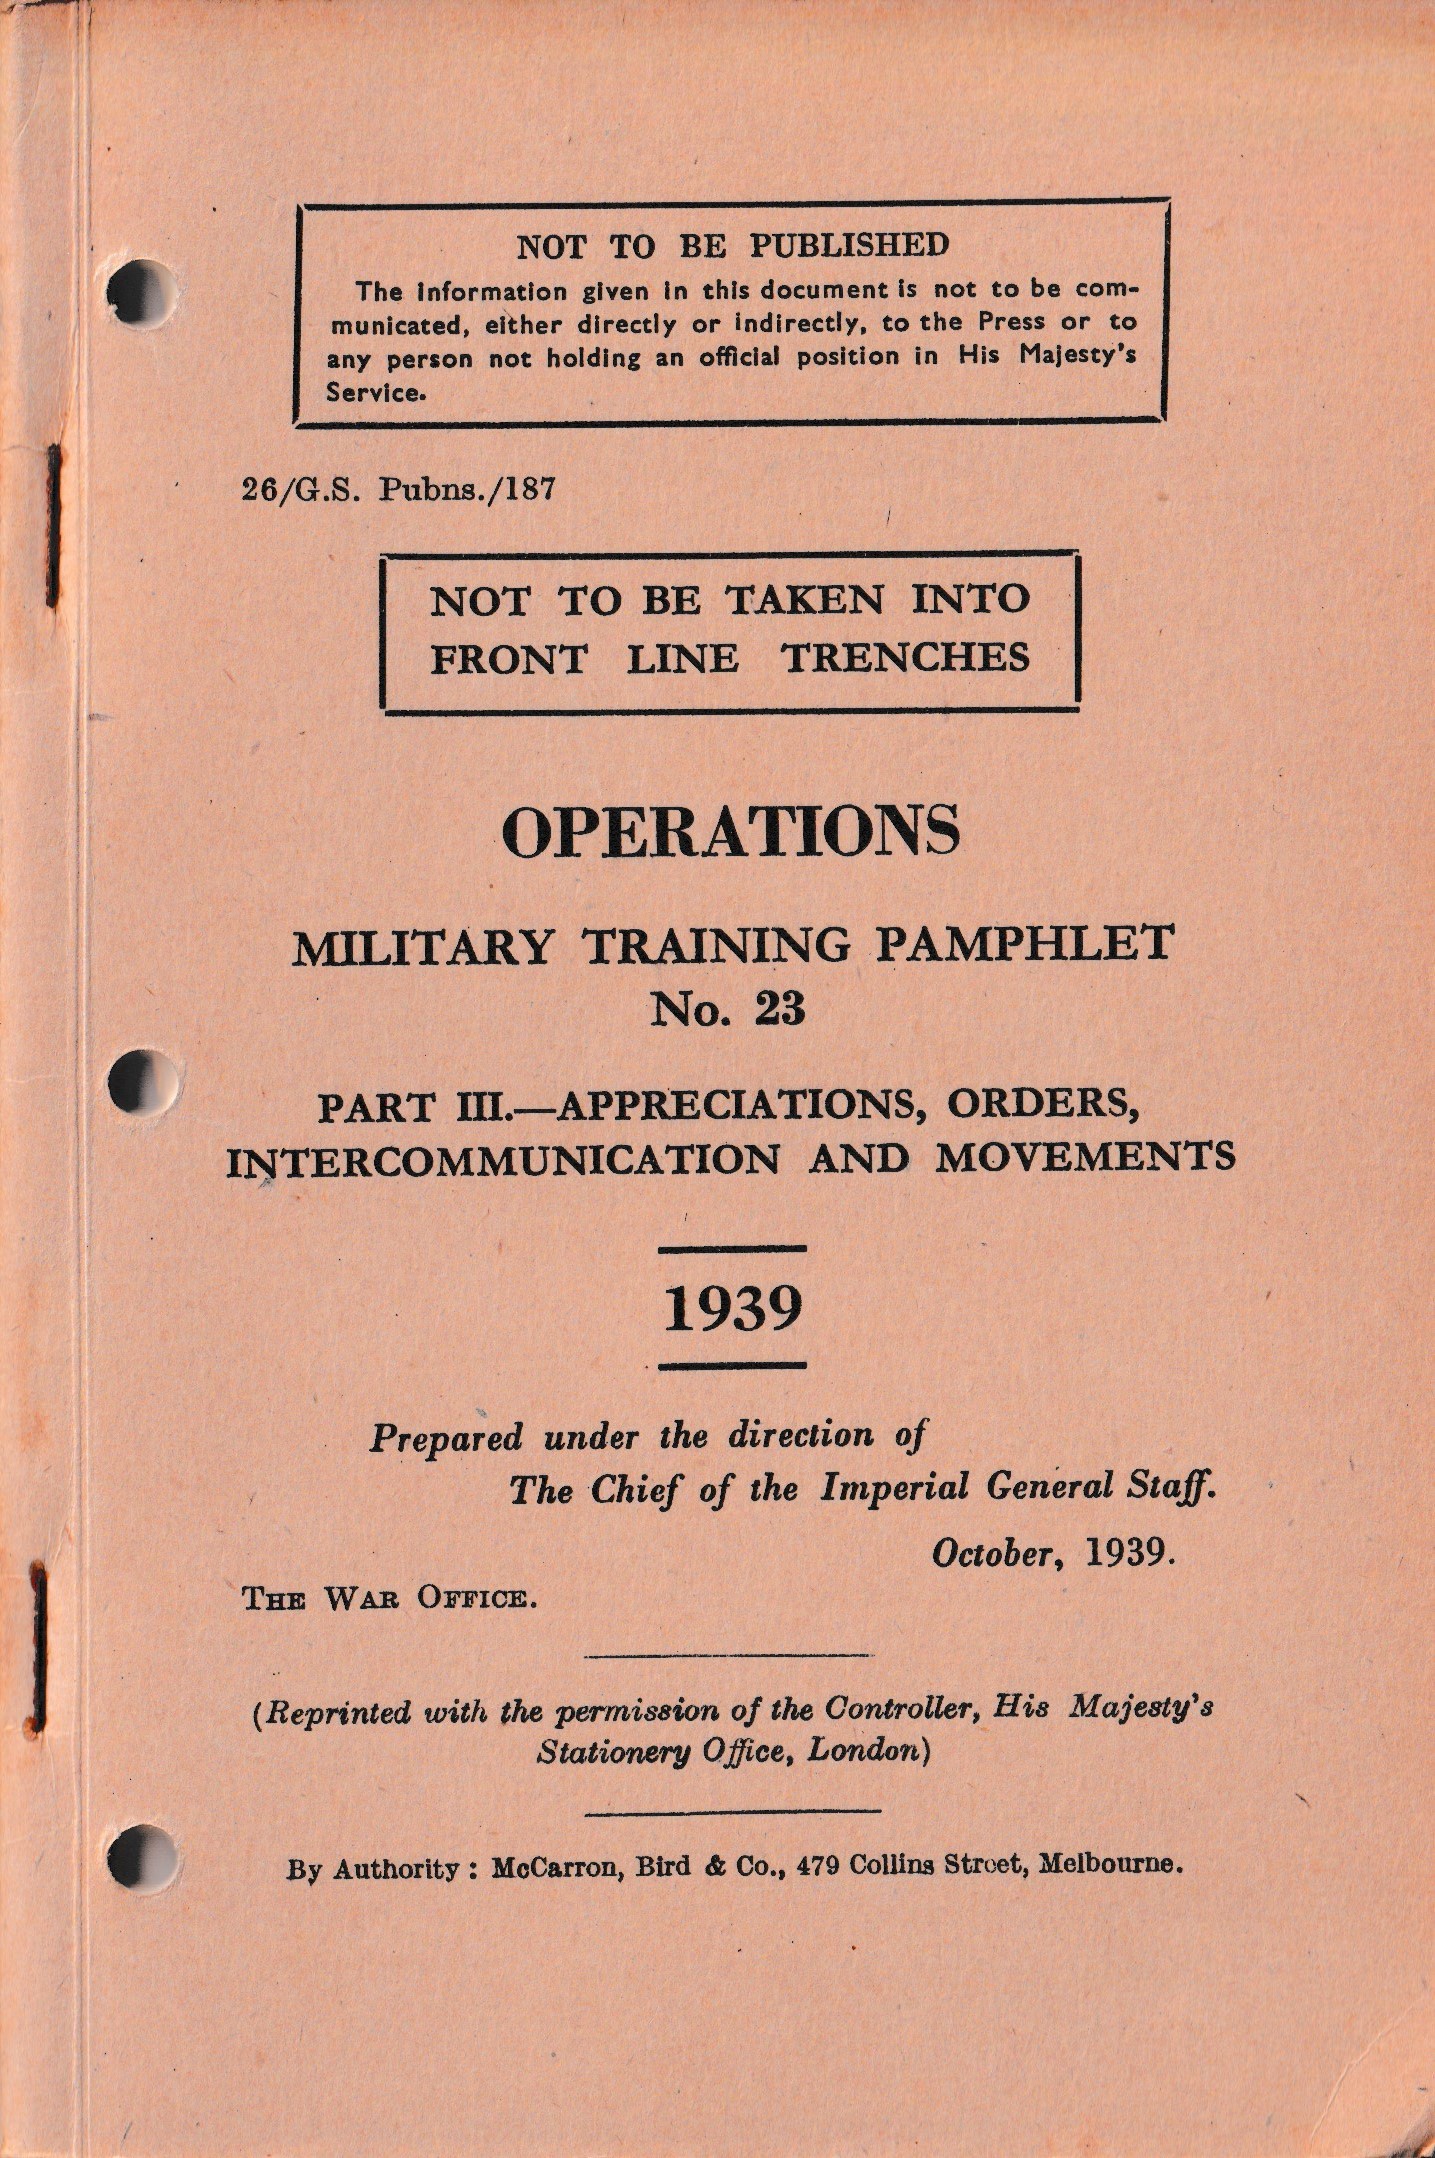 NOT TO BE PUBLISHED
The information given in this document is not to be com-
municated, either directly or indirectly, to the Press or to
any person not holding an official position in His Majesty's
Service.
26/G.S. Pubns./187
NOT TO BE TAKEN INTO
FRONT LINE TRENCHES
OPERATIONS
MILITARY TRAINING PAMPHLET
No. 23
PART III.—APPRECIATIONS, ORDERS,
INTERCOMMUNICATION AND MOVEMENTS
1939
Prepared under the direction of
The Chief of the Imperial General Staff.
October, 1939.
THE WAR OFFICE.
(Reprinted with the permission of the Controller, His Majesty's
Stationery Office, London)
By Authority : McCarron, Bird & Co., 479 Collins Street, Melbourne.